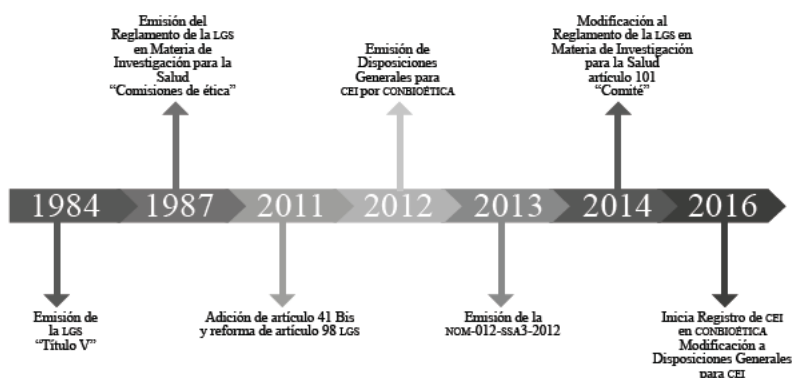 Emisión del
Reglamento de la LGS
en Materia de
Investigación para la
Salud
“Comisiones de ética”
Emisión de
Disposiciones
Generales para
CEI por CONBIOÉTICA
Modificación al
Reglamento de la LGS en
Materia de Investigación
para la Salud
artículo 101
“Comité”
1984 1987 2011 2012 2013 2014 2016
Emisión de
la LGS
“Título V”
Adición de artículo 41 Bis
y reforma de artículo 98 LGS
Emisión de la
NOM-012-SSA3-2012
Inicia Registro de CEI
en CONBIOÉTICA
Modificación a
Disposiciones Generales
para CEI